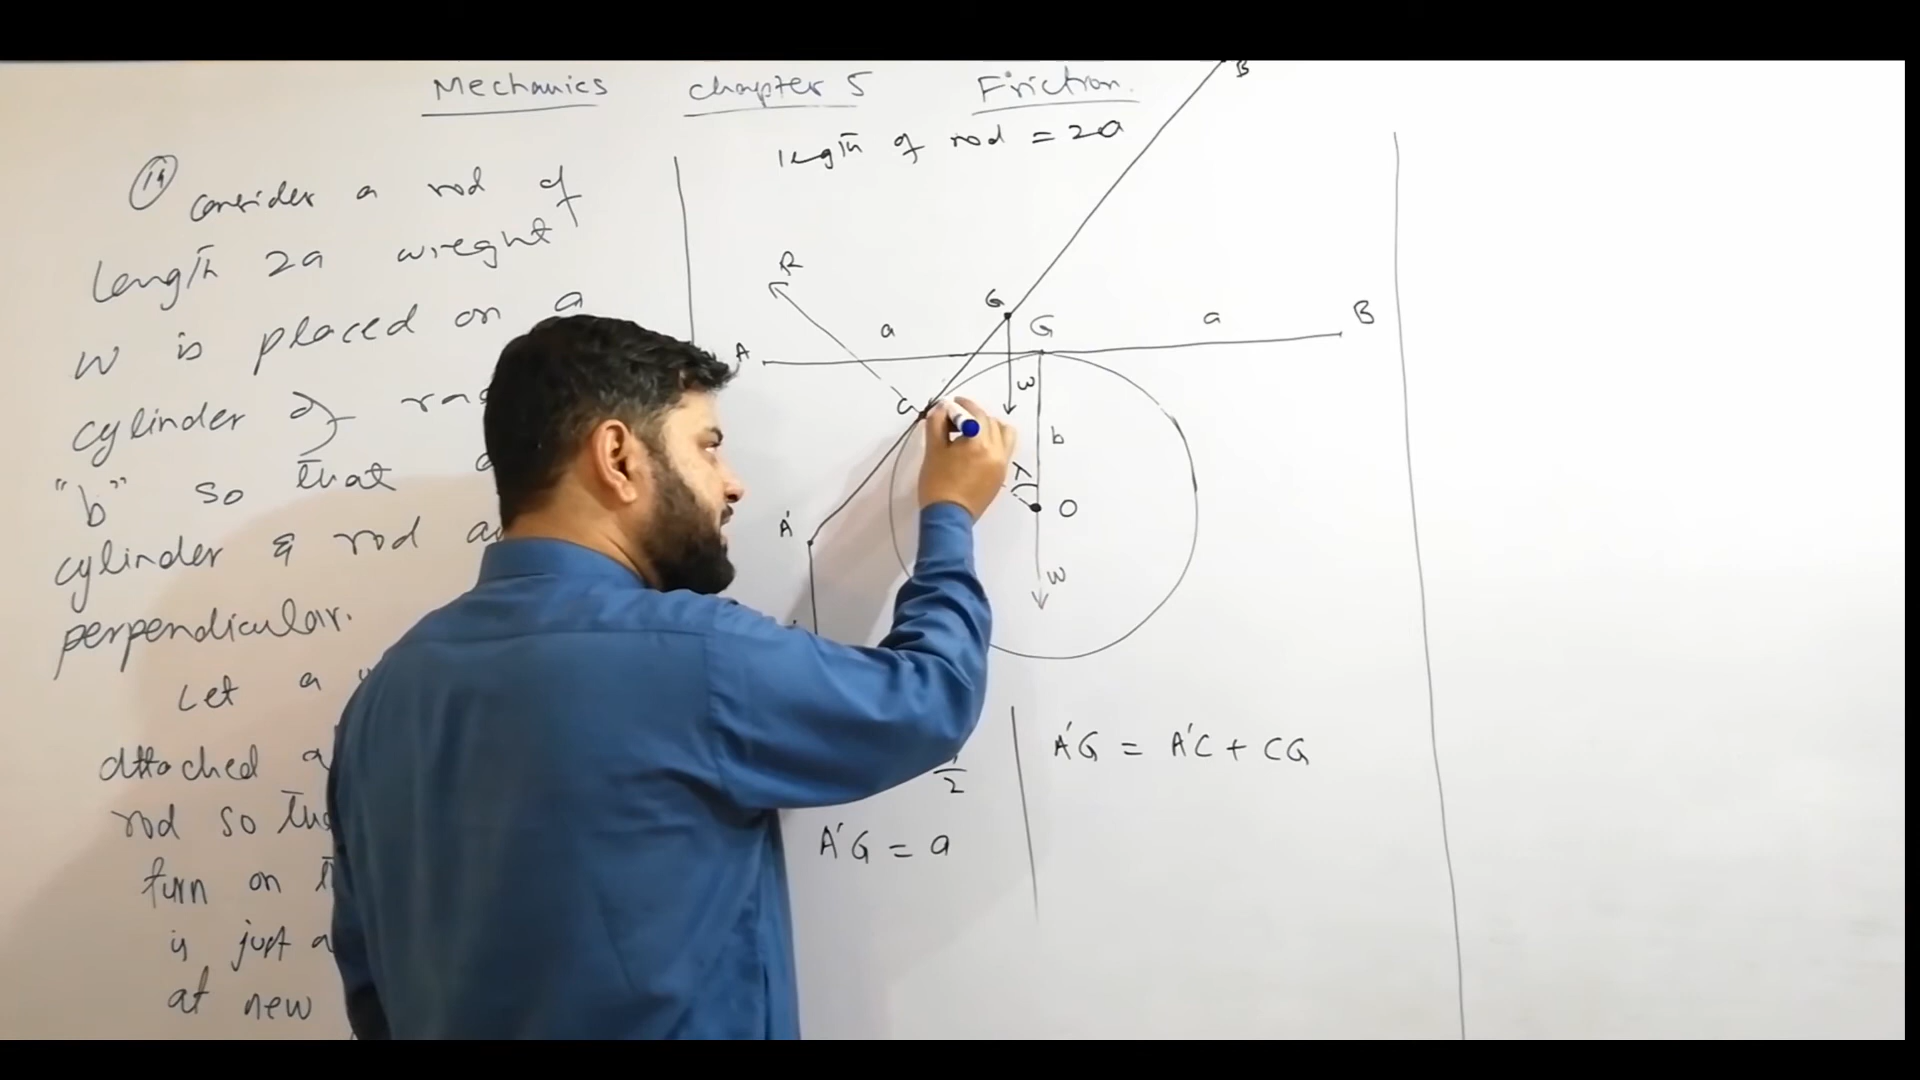 Mechanics chapter 5 Friction.
length of rod = 2a
14
Consider a rod of
length 2a weight
W is placed on a
cylinder of
"b" so that
cylinder & rod
perpendicular.
Let a
attached
rod so
turn on
is just
at new
B
R
G
G
a
a
A
B
w
C
b
λ
O
A'
W
2
A'G = a
A'G = A'C + CG